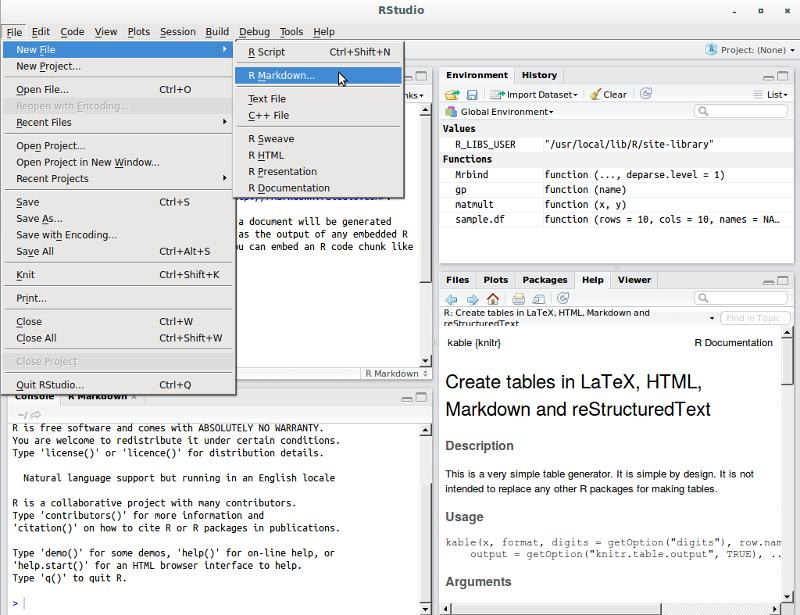 RStudio
File Edit Code View Plots Session Build Debug Tools Help
New File
New Project...
Open File... Ctrl+O
Reopen with Encoding...
Recent Files
Open Project...
Open Project in New Window...
Recent Projects
Save Ctrl+S
Save As...
Save with Encoding...
Save All Ctrl+Alt+S
Knit Ctrl+Shift+K
Print...
Close Ctrl+W
Close All Ctrl+Shift+W
Close Project
Quit RStudio... Ctrl+Q
R Script Ctrl+Shift+N
R Markdown...
Text File
C++ File
R Sweave
R HTML
R Presentation
R Documentation
a document will be generated
as the output of any embedded R
can embed an R code chunk like
R Markdown
Console R Markdown
~/
R is free software and comes with ABSOLUTELY NO WARRANTY.
You are welcome to redistribute it under certain conditions.
Type 'license()' or 'licence()' for distribution details.
Natural language support but running in an English locale
R is a collaborative project with many contributors.
Type 'contributors()' for more information and
'citation()' on how to cite R or R packages in publications.
Type 'demo()' for some demos, 'help()' for on-line help, or
'help.start()' for an HTML browser interface to help.
Type 'q()' to quit R.
>
Project: (None)
Environment History
Import Dataset Clear List
Global Environment
Values
R_LIBS_USER "/usr/local/lib/R/site-library"
Functions
Mrbind function (..., deparse.level = 1)
gp function (name)
matmult function (x, y)
sample.df function (rows = 10, cols = 10, names = NA…
Files Plots Packages Help Viewer
R: Create tables in LaTeX, HTML, Markdown and
reStructuredText
Find in Topic
kable {knitr} R Documentation
Create tables in LaTeX, HTML,
Markdown and reStructuredText
Description
This is a very simple table generator. It is simple by design. It is not
intended to replace any other R packages for making tables.
Usage
kable(x, format, digits = getOption("digits"), row.nam
output = getOption("knitr.table.output", TRUE), ..
Arguments